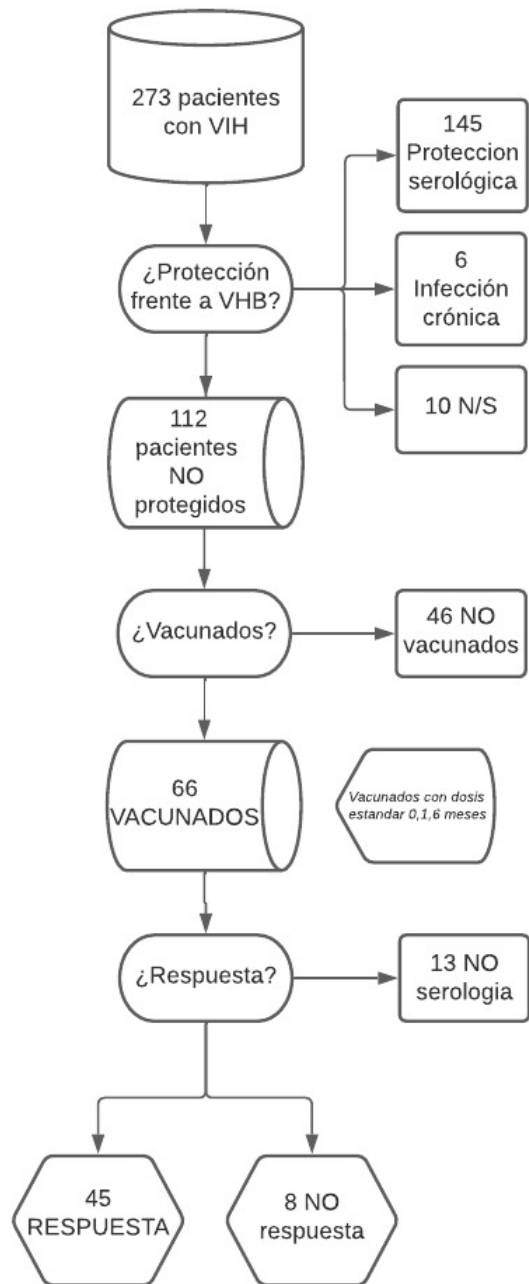 273 pacientes
con VIH
145
Proteccion
serológica
¿Protección
frente a VHB?
6
Infección
crónica
10 N/S
112
pacientes
NO
protegidos
¿Vacunados?
46 NO
vacunados
66
VACUNADOS
Vacunados con dosis
estandar 0,1,6 meses
¿Respuesta?
13 NO
serologia
45
RESPUESTA
8 NO
respuesta